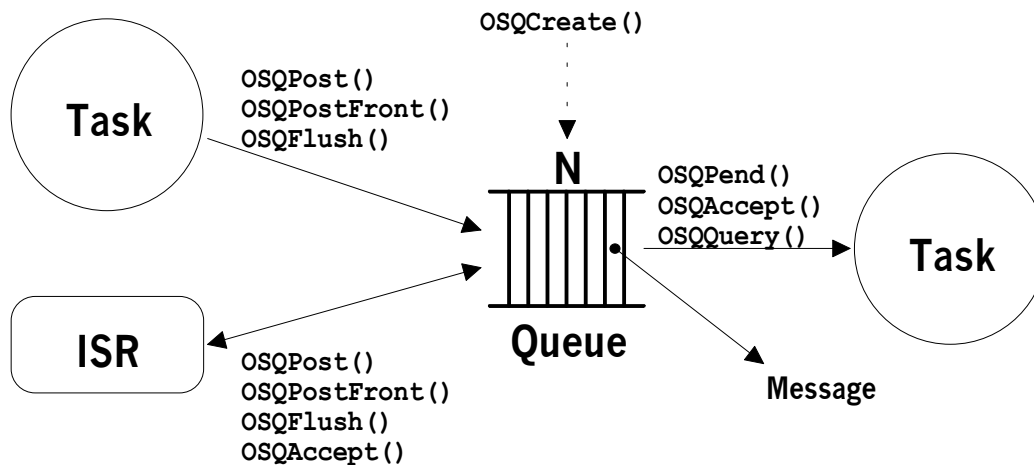 OSQCreate()
Task
OSQPost()
OSQPostFront()
OSQFlush()
N
OSQPend()
OSQAccept()
OSQQuery()
Task
Queue
ISR
OSQPost()
OSQPostFront()
OSQFlush()
OSQAccept()
Message